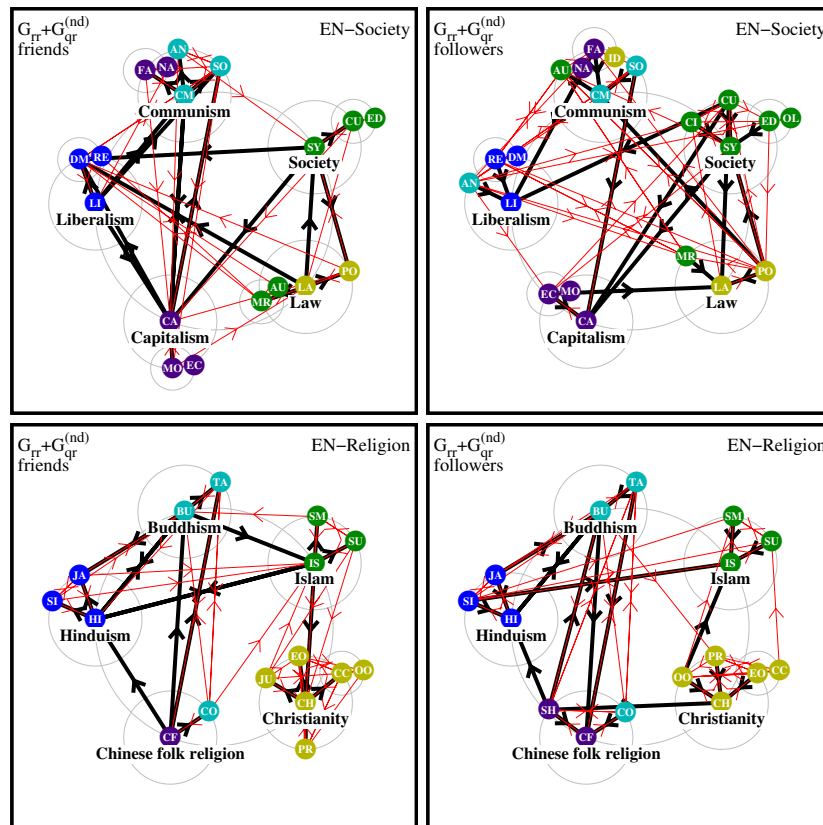 G_rr+G_qr^(nd) EN−Society
friends
AN
FA NA SO
CM
Communism
CU ED
SY
Society
DM RE
LI
Liberalism
PO
AU LA
MR Law
CA
Capitalism
MO EC
G_rr+G_qr^(nd) EN−Society
followers
FA ID
AU NA SO
CM
Communism
CU
CI ED OL
SY
Society
RE DM
AN
LI
Liberalism
MR
PO
LA
Law
EC MO
CA
Capitalism
G_rr+G_qr^(nd) EN−Religion
friends
TA
BU
Buddhism
SM
SU
IS
Islam
JA
SI
HI
Hinduism
EO
JU CC OO
CH
Christianity
CO
CF
Chinese folk religion
PR
G_rr+G_qr^(nd) EN−Religion
followers
TA
BU
Buddhism
SM
SU
IS
Islam
JA
SI
HI
Hinduism
PR
OO EO CC
CH
Christianity
SH CO
CF
Chinese folk religion